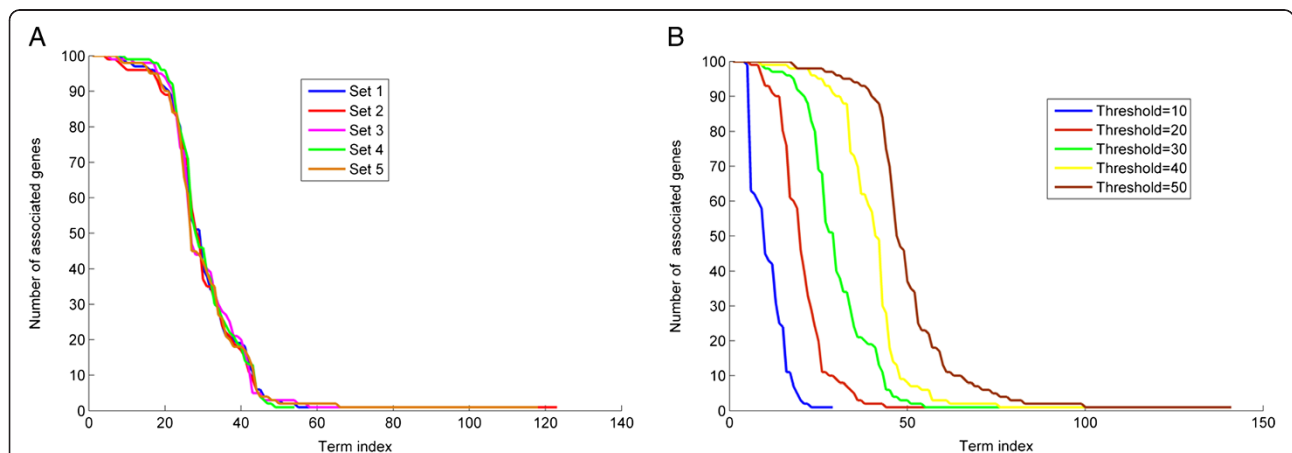 A
Number of associated genes
100
90
80
70
60
50
40
30
20
10
0
0 20 40 60 80 100 120 140
Term index
Set 1
Set 2
Set 3
Set 4
Set 5
B
Number of associated genes
100
90
80
70
60
50
40
30
20
10
0
0 50 100 150
Term index
Threshold=10
Threshold=20
Threshold=30
Threshold=40
Threshold=50